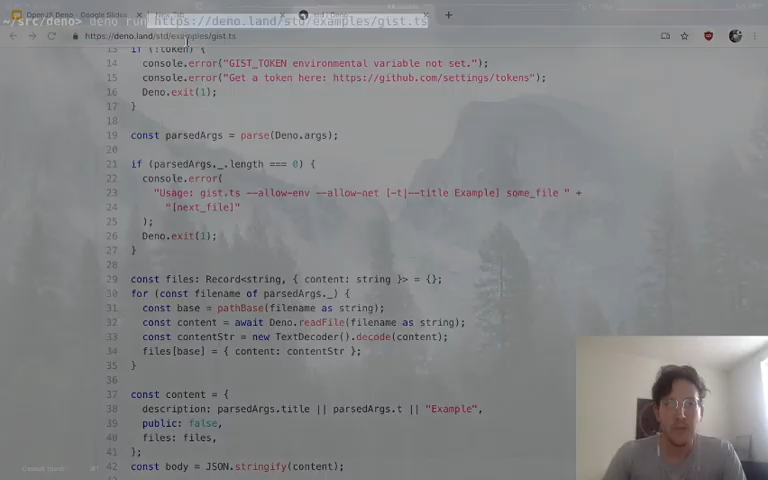 OpenJS Deno - Google Slides
~/src/deno> deno run https://deno.land/std/examples/gist.ts
https://deno.land/std/examples/gist.ts
13 if (!token) {
14 console.error("GIST_TOKEN environmental variable not set.");
15 console.error("Get a token here: https://github.com/settings/tokens");
16 Deno.exit(1);
17 }
18
19 const parsedArgs = parse(Deno.args);
20
21 if (parsedArgs._.length === 0) {
22 console.error(
23 "Usage: gist.ts --allow-env --allow-net [-t|--title Example] some_file " +
24 "[next_file]"
25 );
26 Deno.exit(1);
27 }
28
29 const files: Record<string, { content: string }> = {};
30 for (const filename of parsedArgs._) {
31 const base = pathBase(filename as string);
32 const content = await Deno.readFile(filename as string);
33 const contentStr = new TextDecoder().decode(content);
34 files[base] = { content: contentStr };
35 }
36
37 const content = {
38 description: parsedArgs.title || parsedArgs.t || "Example",
39 public: false,
40 files: files,
41 };
42 const body = JSON.stringify(content);